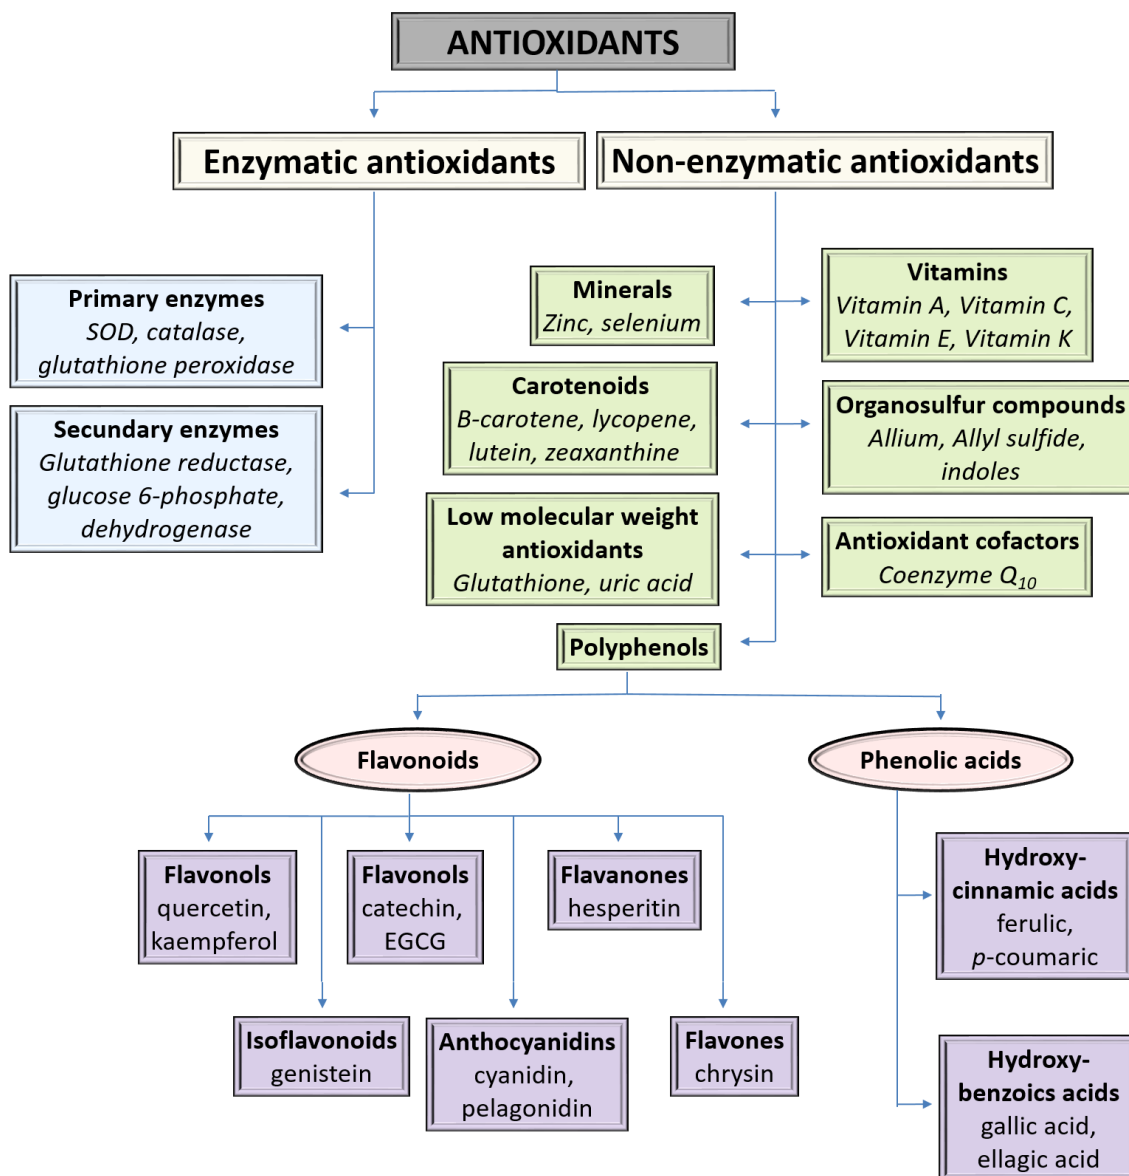 ANTIOXIDANTS
Enzymatic antioxidants
Non-enzymatic antioxidants
Primary enzymes
SOD, catalase,
glutathione peroxidase
Secundary enzymes
Glutathione reductase,
glucose 6-phosphate,
dehydrogenase
Minerals
Zinc, selenium
Vitamins
Vitamin A, Vitamin C,
Vitamin E, Vitamin K
Carotenoids
B-carotene, lycopene,
lutein, zeaxanthine
Organosulfur compounds
Allium, Allyl sulfide,
indoles
Low molecular weight
antioxidants
Glutathione, uric acid
Antioxidant cofactors
Coenzyme Q10
Polyphenols
Flavonoids
Phenolic acids
Flavonols
quercetin,
kaempferol
Flavonols
catechin,
EGCG
Flavanones
hesperitin
Isoflavonoids
genistein
Anthocyanidins
cyanidin,
pelagonidin
Flavones
chrysin
Hydroxy-
cinnamic acids
ferulic,
p-coumaric
Hydroxy-
benzoics acids
gallic acid,
ellagic acid